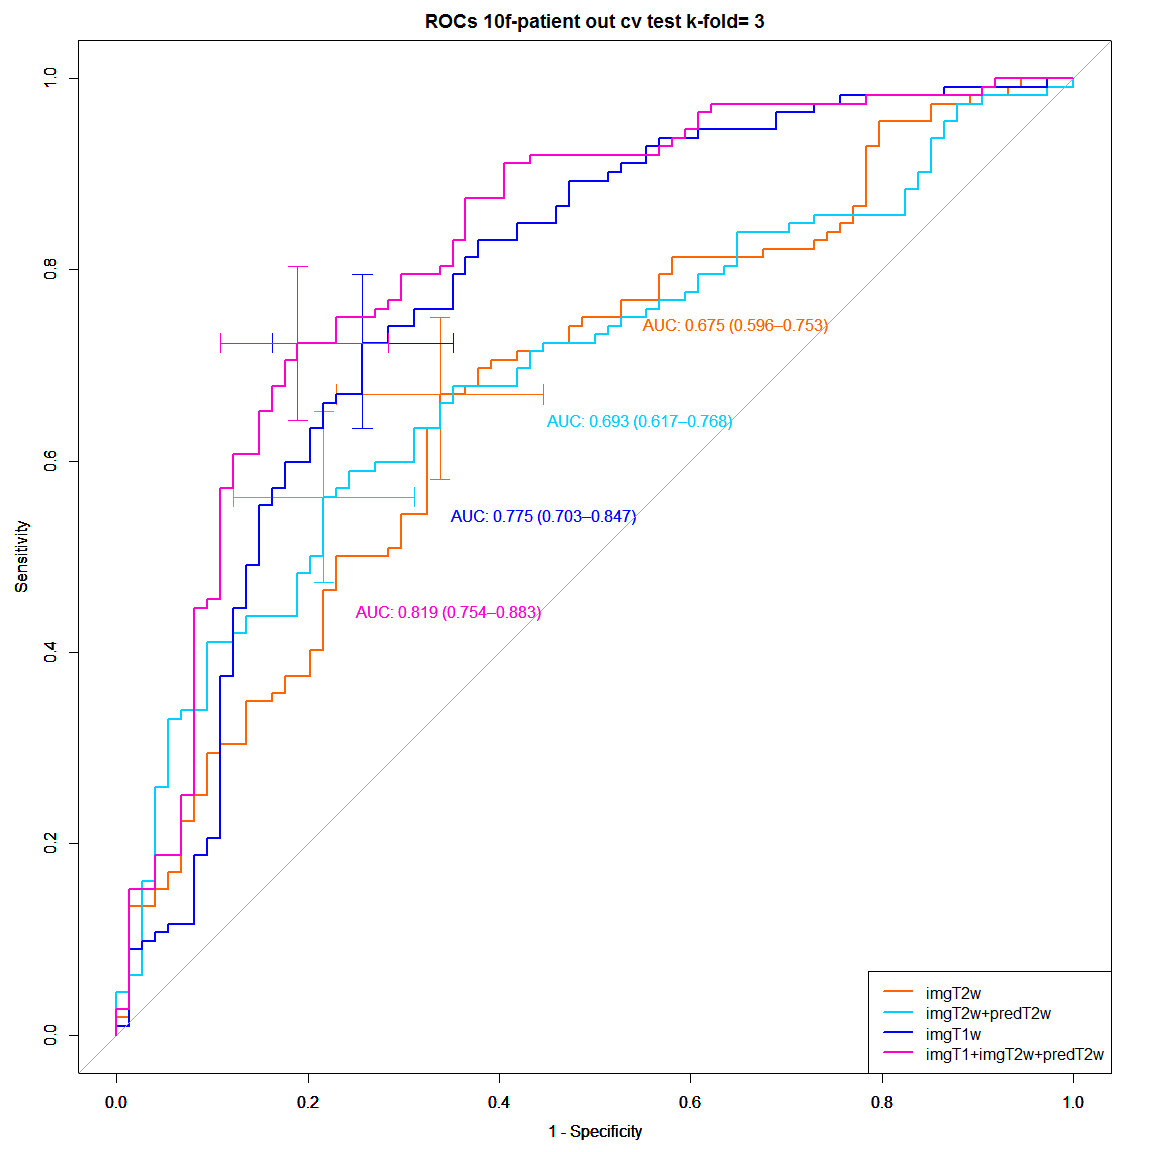 ROCs 10f-patient out cv test k-fold= 3
Sensitivity
1.0
0.8
0.6
0.4
0.2
0.0
AUC: 0.675 (0.596–0.753)
AUC: 0.693 (0.617–0.768)
AUC: 0.775 (0.703–0.847)
AUC: 0.819 (0.754–0.883)
imgT2w
imgT2w+predT2w
imgT1w
imgT1+imgT2w+predT2w
0.0 0.2 0.4 0.6 0.8 1.0
1 - Specificity